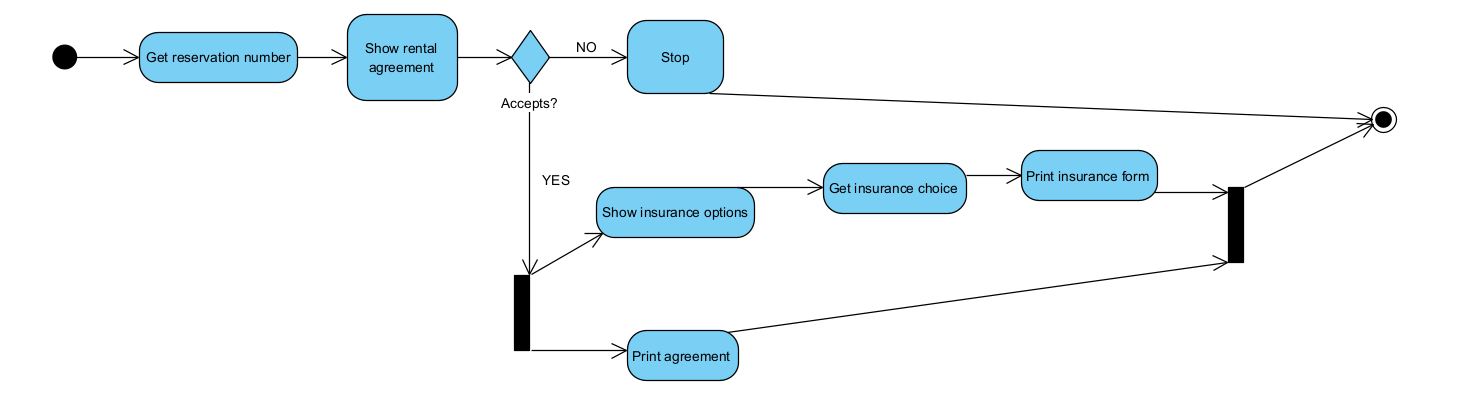 Get reservation number
Show rental
agreement
NO
Stop
Accepts?
YES
Show insurance options
Get insurance choice
Print insurance form
Print agreement